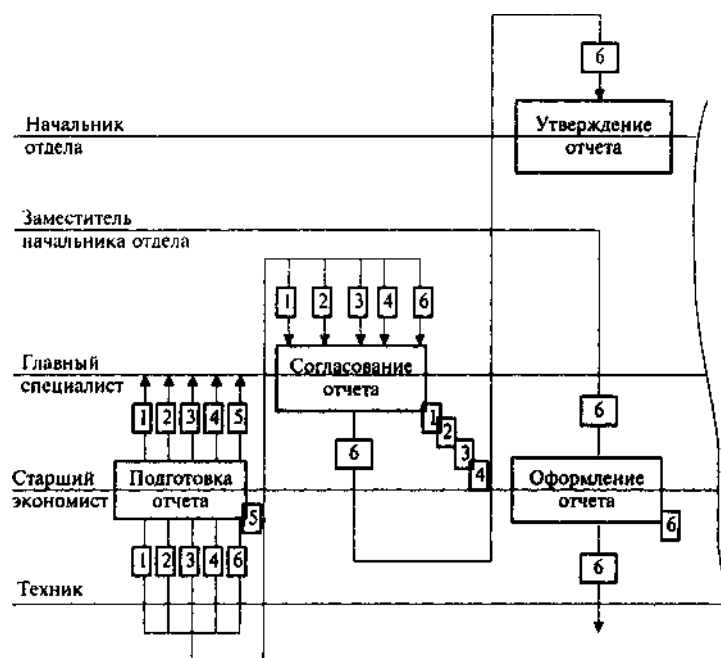 6
Начальник
отдела
Утверждение
отчета
Заместитель
начальника отдела
1 2 3 4 6
Главный
специалист
Согласование
отчета
1 2 3 4 5
1
2
3
4
6
6
Старший
экономист
Подготовка
отчета
5
Оформление
отчета
6
1 2 3 4 6
6
Техник